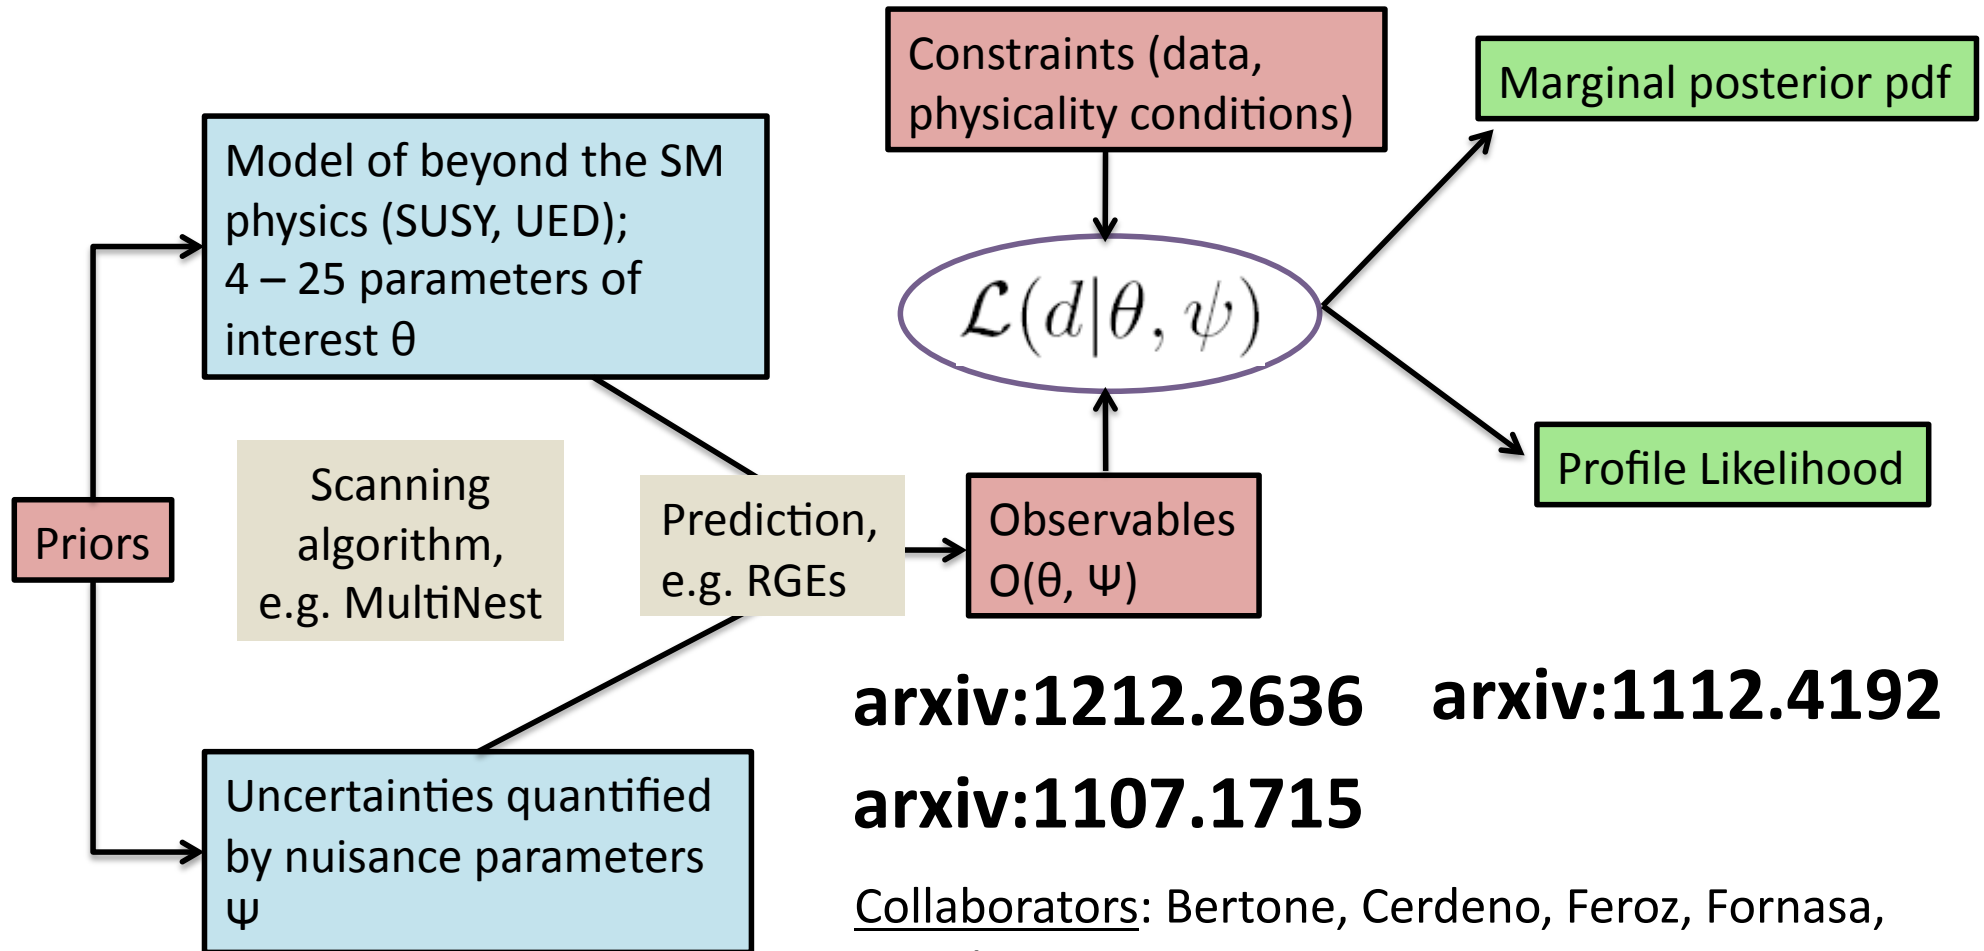 Constraints (data,
physicality conditions)
Marginal posterior pdf
Model of beyond the SM
physics (SUSY, UED);
4 – 25 parameters of
interest θ
ℒ(d|θ, ψ)
Scanning
algorithm,
e.g. MultiNest
Priors
Prediction,
e.g. RGEs
Observables
O(θ, Ψ)
Profile Likelihood
arxiv:1212.2636
arxiv:1112.4192
arxiv:1107.1715
Uncertainties quantified
by nuisance parameters
Ψ
Collaborators: Bertone, Cerdeno, Feroz, Fornasa,